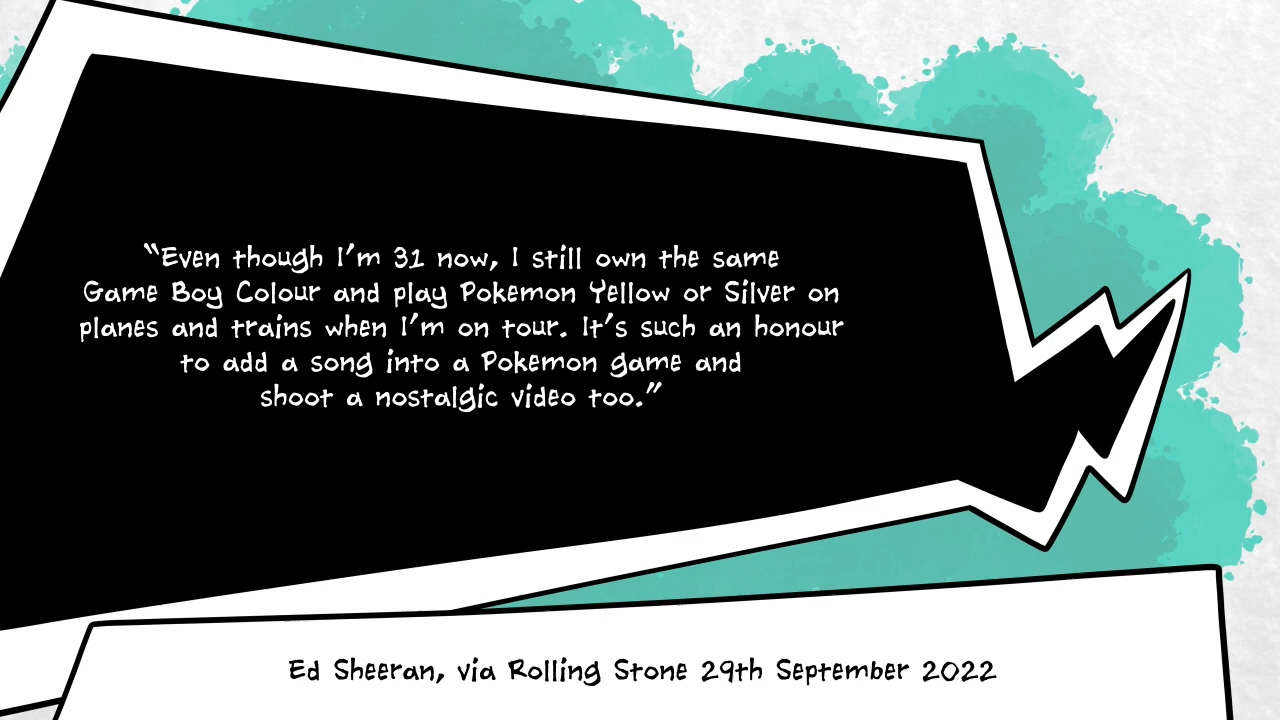 “Even though I’m 31 now, I still own the same
Game Boy Colour and play Pokemon Yellow or Silver on
planes and trains when I’m on tour. It’s such an honour
to add a song into a Pokemon game and
shoot a nostalgic video too.”
Ed Sheeran, via Rolling Stone 29th September 2022